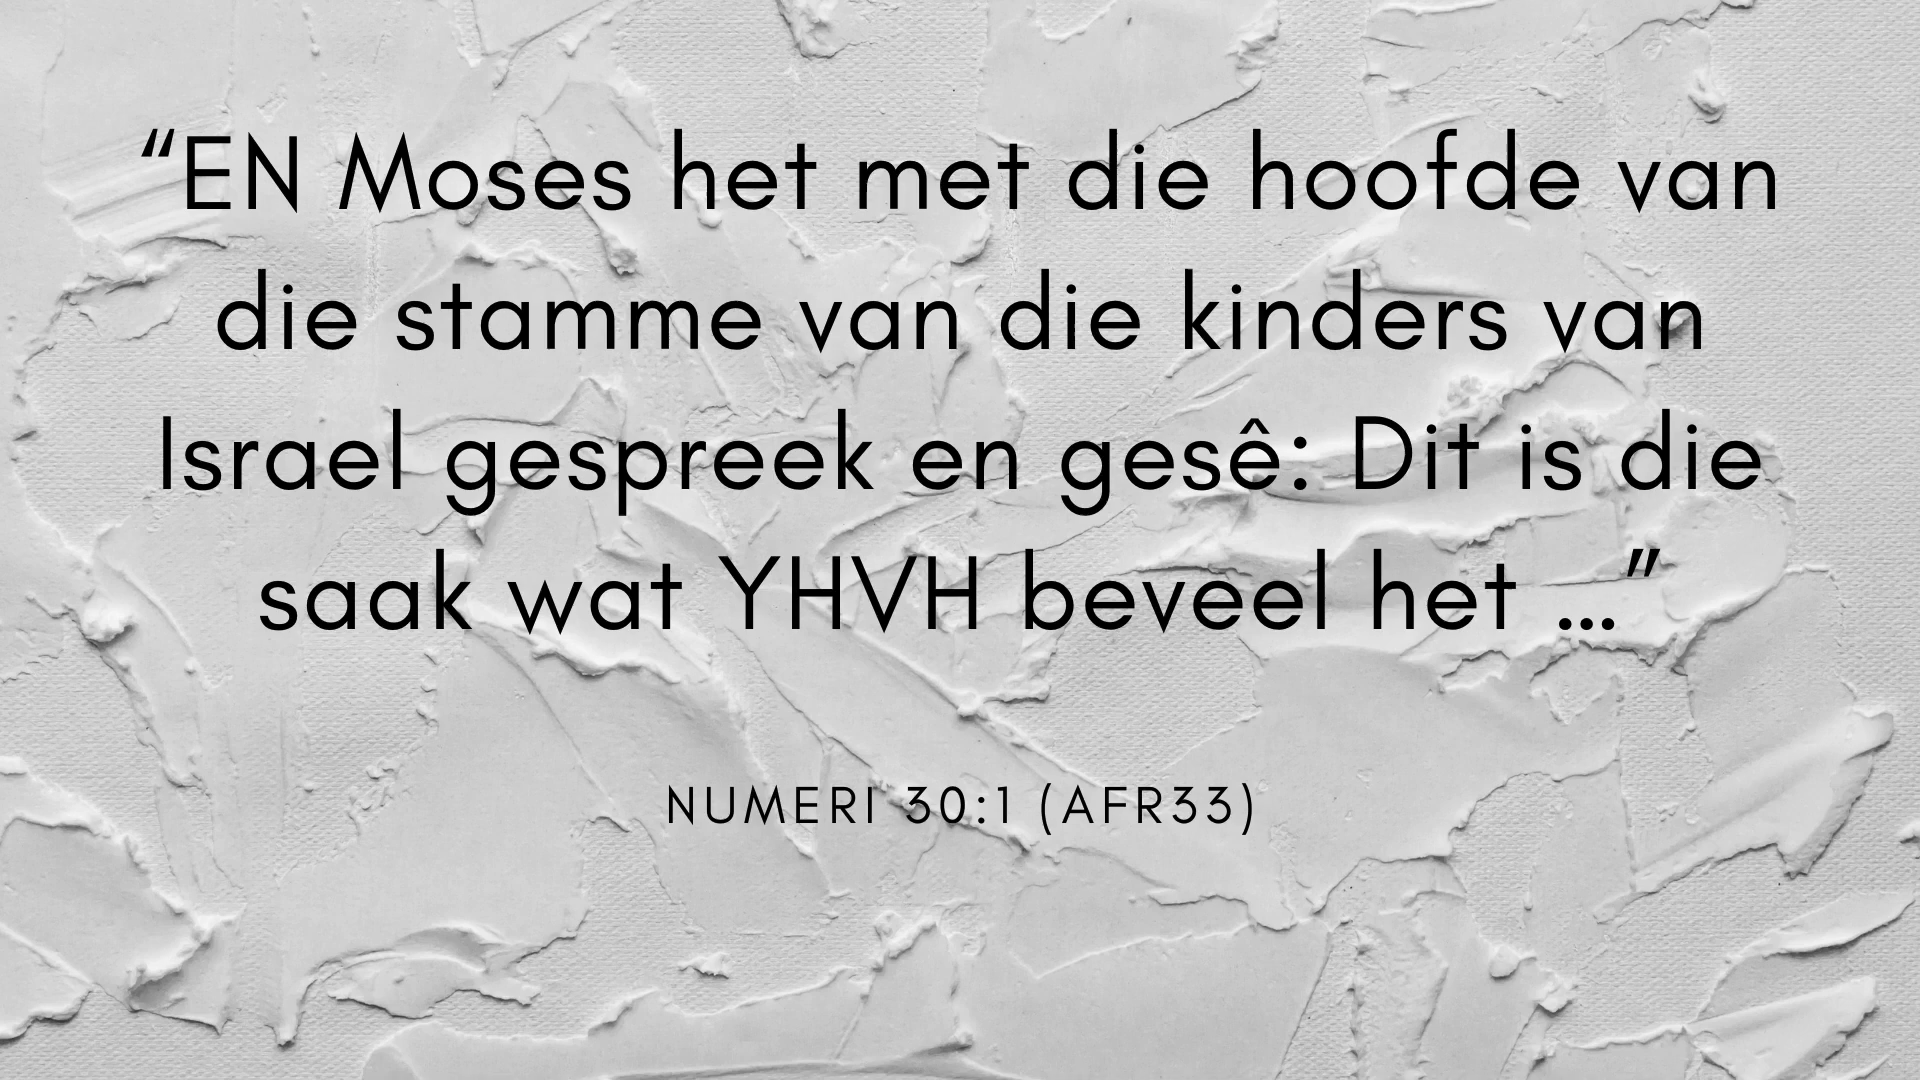 “EN Moses het met die hoofde van
die stamme van die kinders van
Israel gespreek en gesê: Dit is die
saak wat YHVH beveel het ...”
NUMERI 30:1 (AFR33)